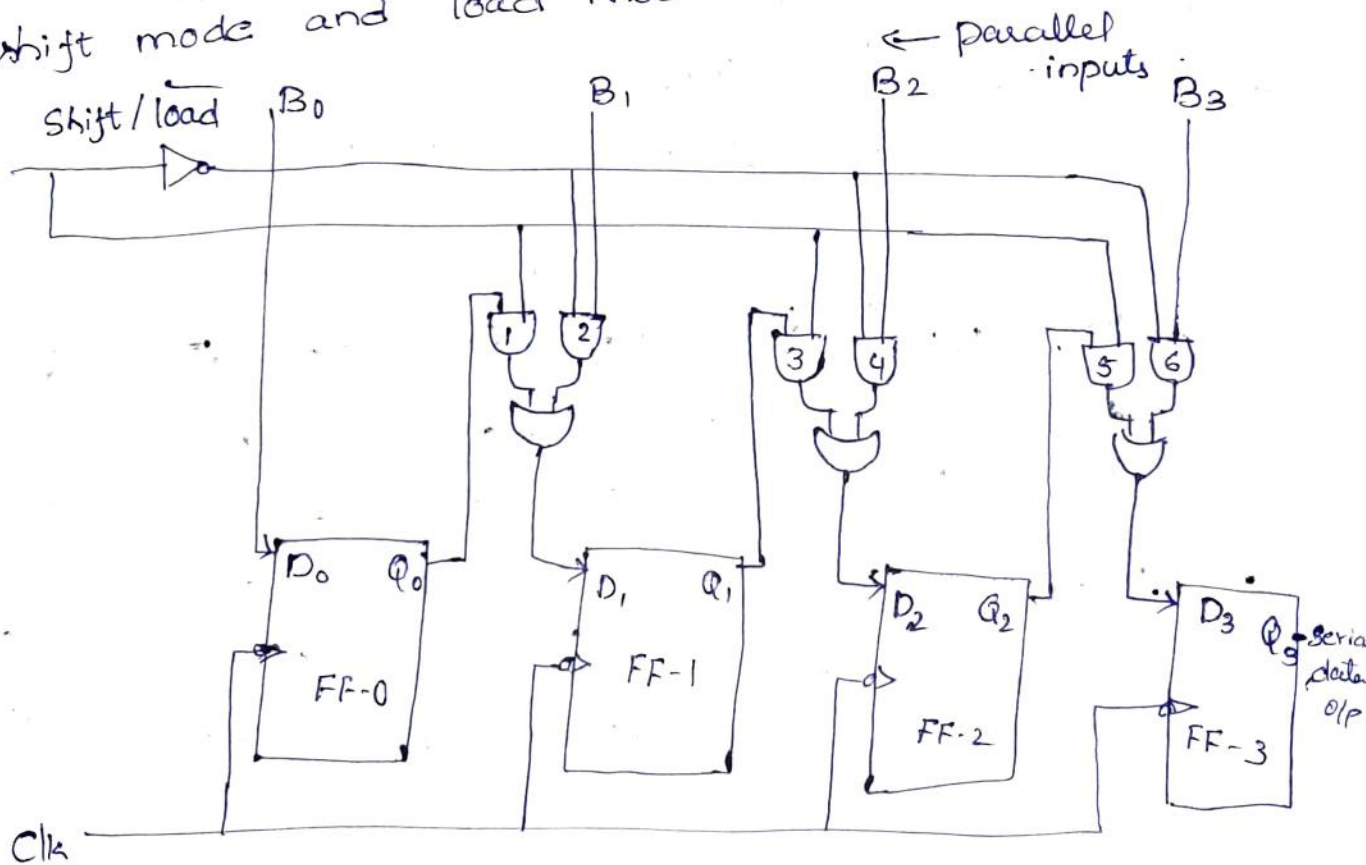 shift mode and load
← parallel
inputs
Shift/load B0 B1 B2 B3
1 2 3 4 5 6
D0 Q0 D1 Q1 D2 Q2 D3 Q3
serial
data
o/p
FF-0 FF-1 FF-2 FF-3
Clk